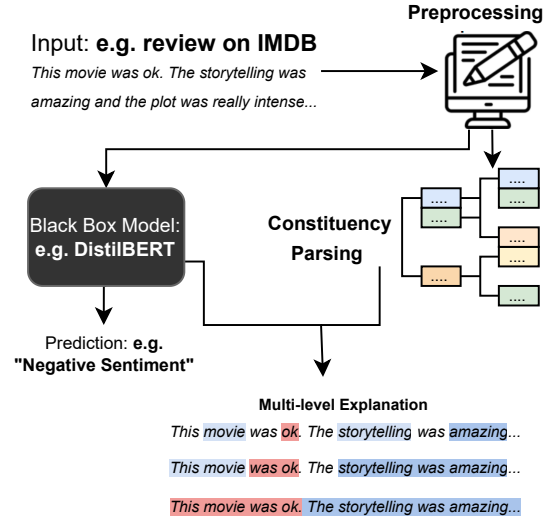 Preprocessing
Input: e.g. review on IMDB
This movie was ok. The storytelling was
amazing and the plot was really intense...
....
....
....
....
....
....
....
....
Black Box Model:
e.g. DistilBERT
Constituency
Parsing
Prediction: e.g.
"Negative Sentiment"
Multi-level Explanation
This movie was ok. The storytelling was amazing...
This movie was ok. The storytelling was amazing...
This movie was ok. The storytelling was amazing...